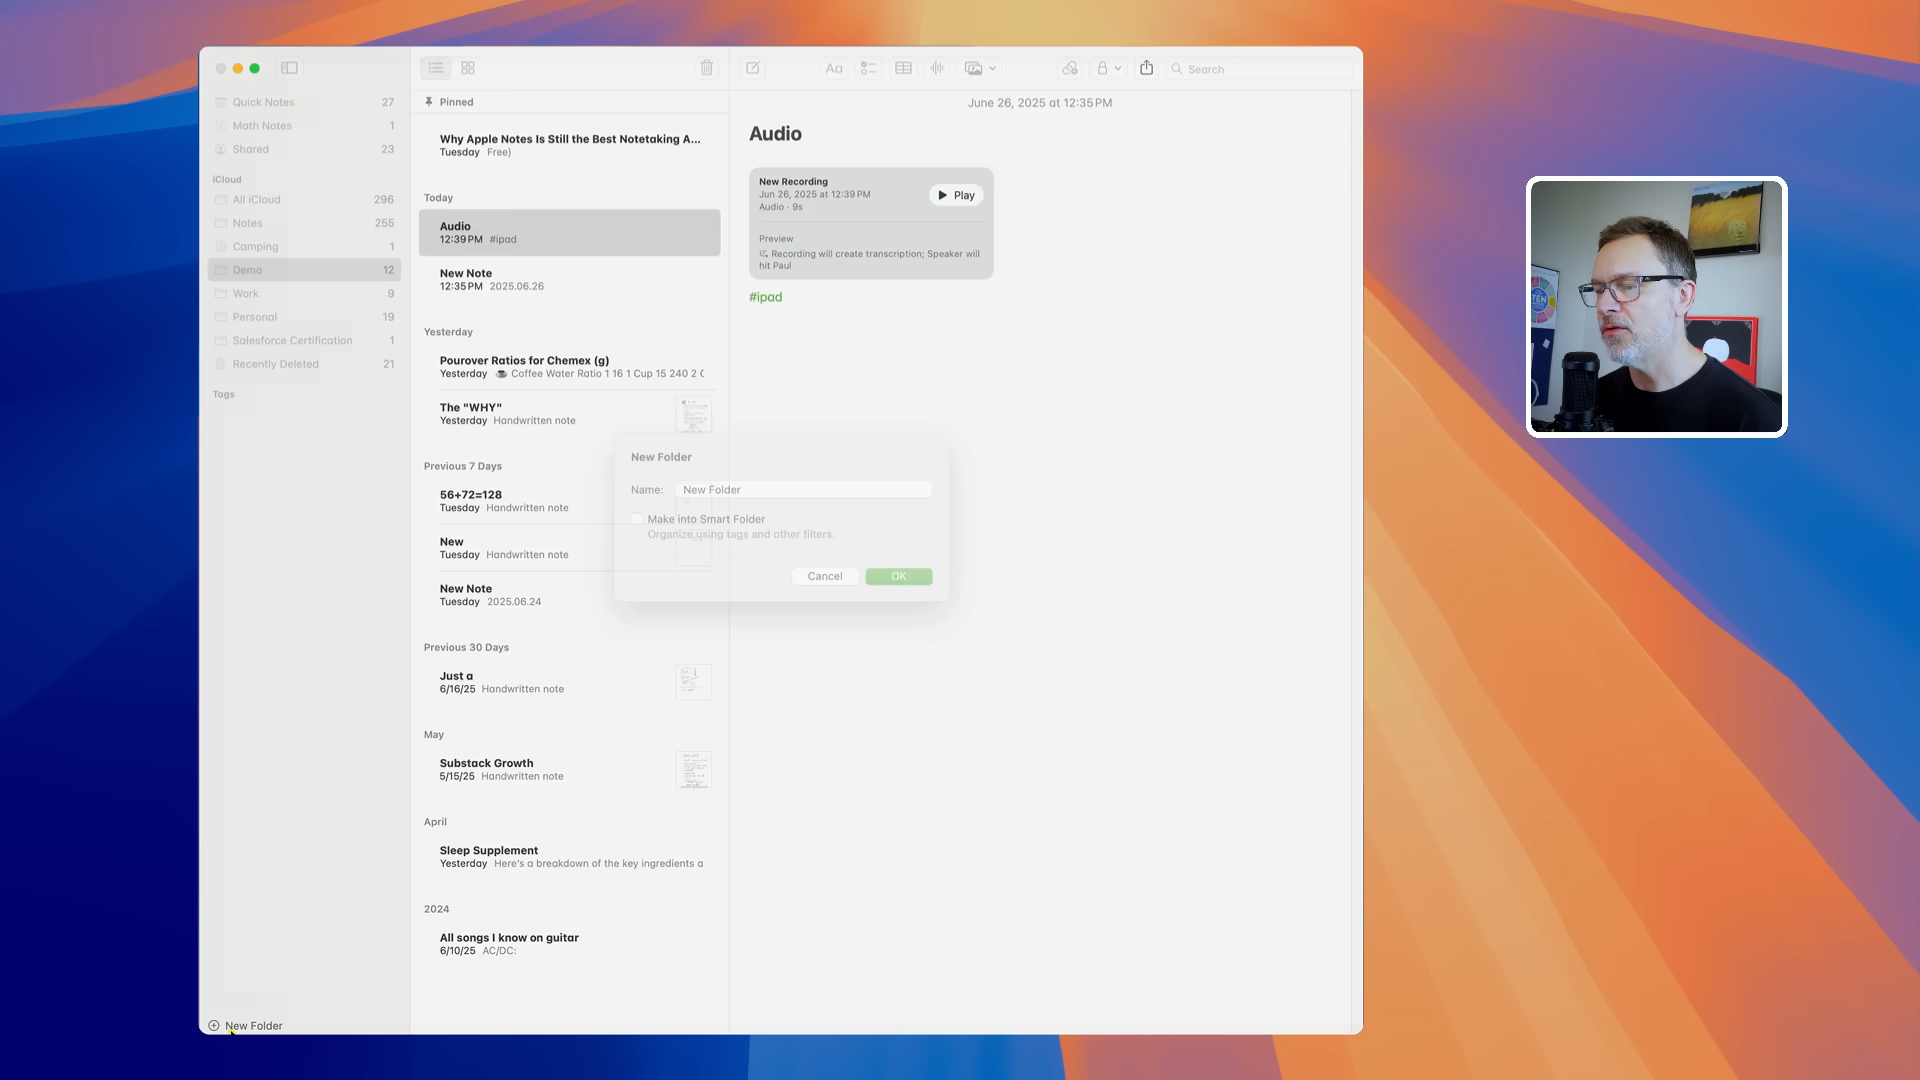 Quick Notes 27
Math Notes 1
Shared 23
iCloud
All iCloud 296
Notes 255
Camping 1
Demo 12
Work 9
Personal 19
Salesforce Certification 1
Recently Deleted 21
Tags
New Folder
Pinned
Why Apple Notes Is Still the Best Notetaking A...
Tuesday Free)
Today
Audio
12:39 PM #ipad
New Note
12:35 PM 2025.06.26
Yesterday
Pourover Ratios for Chemex (g)
Yesterday ☕ Coffee Water Ratio 1 16 1 Cup 15 240 2 C
The "WHY"
Yesterday Handwritten note
Previous 7 Days
56+72=128
Tuesday Handwritten note
New
Tuesday Handwritten note
New Note
Tuesday 2025.06.24
Previous 30 Days
Just a
6/16/25 Handwritten note
May
Substack Growth
5/15/25 Handwritten note
April
Sleep Supplement
Yesterday Here's a breakdown of the key ingredients a
2024
All songs I know on guitar
6/10/25 AC/DC:
Aa
Search
June 26, 2025 at 12:35 PM
Audio
New Recording
Jun 26, 2025 at 12:39 PM
Audio · 9s
Play
Preview
Recording will create transcription; Speaker will
hit Paul
#ipad
New Folder
Name: New Folder
Make into Smart Folder
Organize using tags and other filters.
Cancel OK